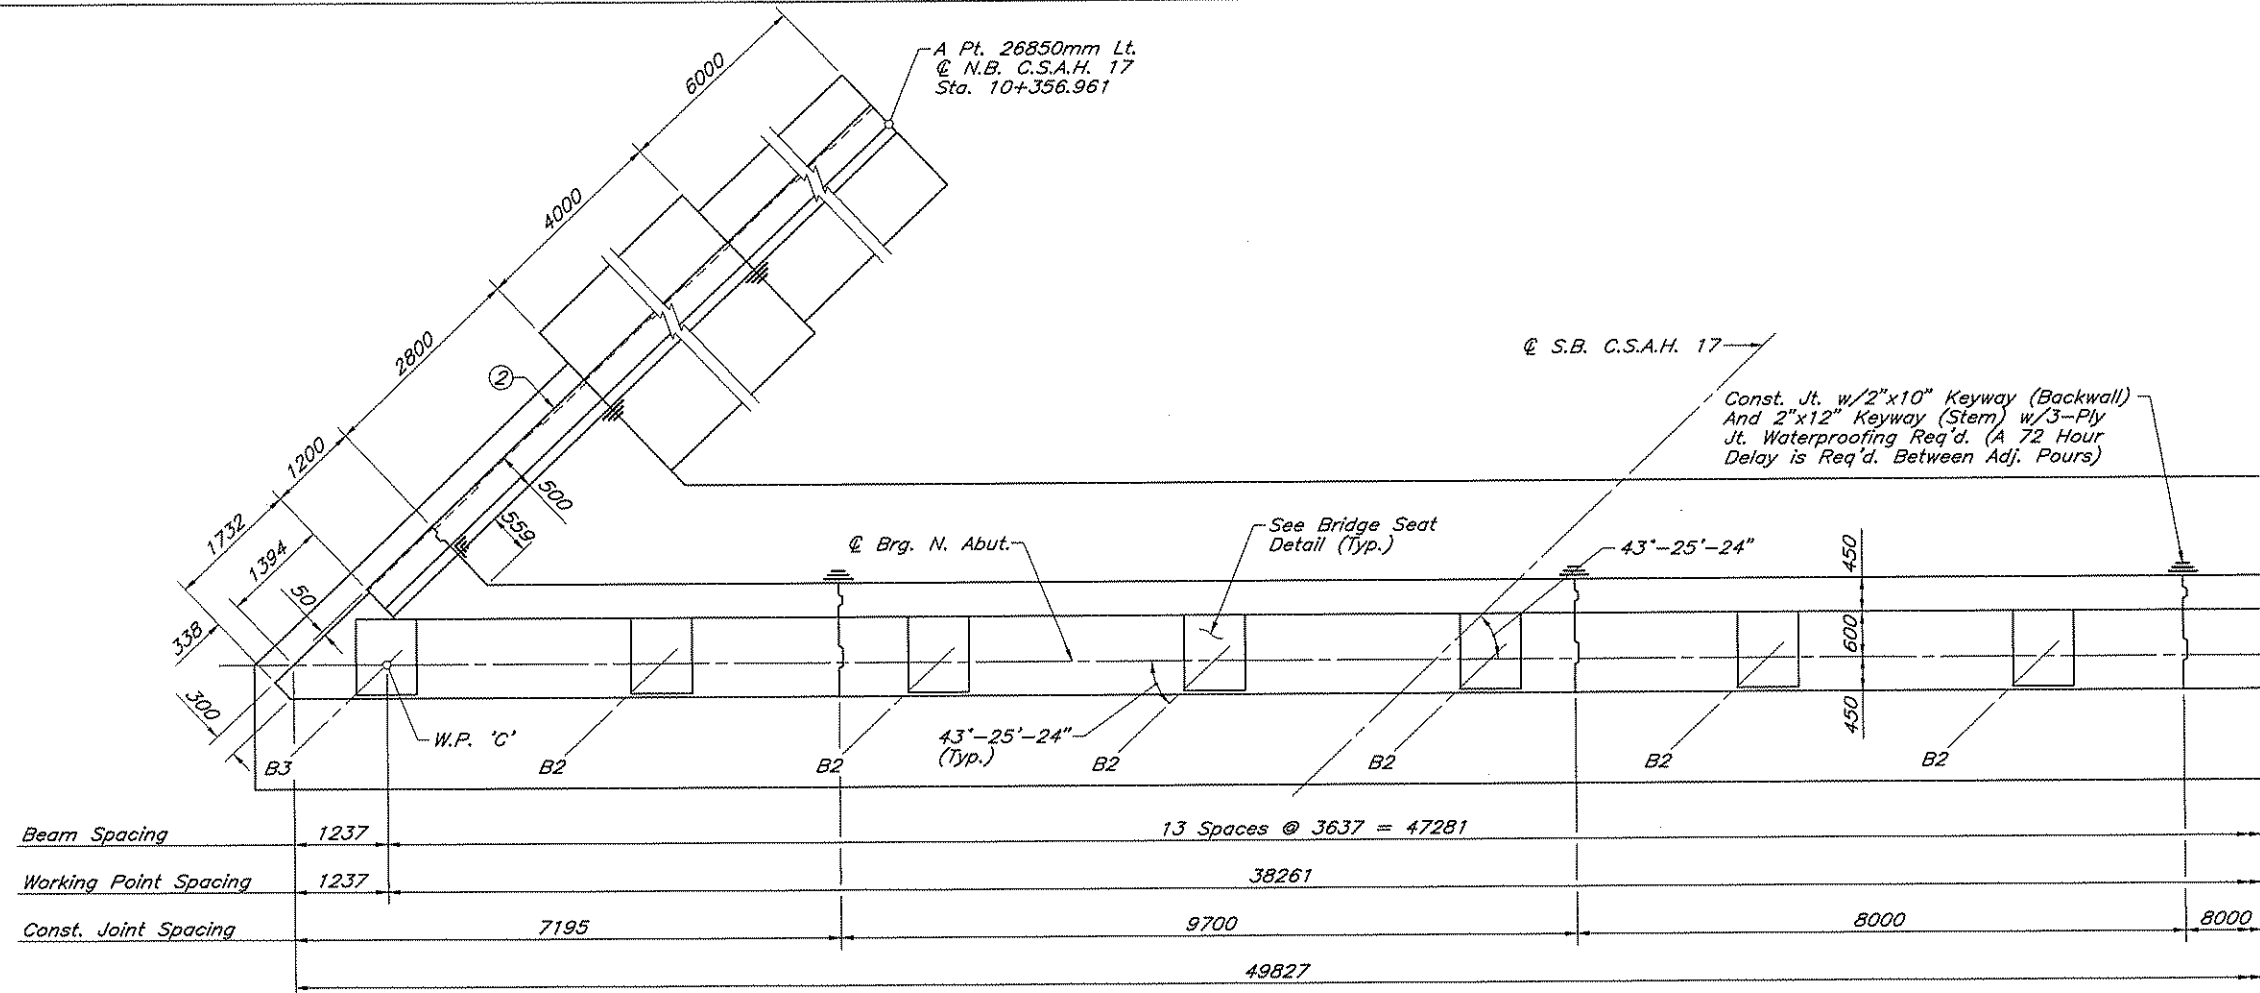 A Pt. 26850mm Lt.
℄ N.B. C.S.A.H. 17
Sta. 10+356.961
6000
4000
2800
②
1200
1732
1394
50
338
300
500
559
℄ S.B. C.S.A.H. 17
Const. Jt. w/2"x10" Keyway (Backwall)
And 2"x12" Keyway (Stem) w/3-Ply
Jt. Waterproofing Req'd. (A 72 Hour
Delay is Req'd. Between Adj. Pours)
℄ Brg. N. Abut.
See Bridge Seat
Detail (Typ.)
43°-25'-24"
450
600
450
W.P. 'C'
43°-25'-24"
(Typ.)
B3
B2
B2
B2
B2
B2
B2
Beam Spacing
1237
13 Spaces @ 3637 = 47281
Working Point Spacing
1237
38261
Const. Joint Spacing
7195
9700
8000
8000
49827